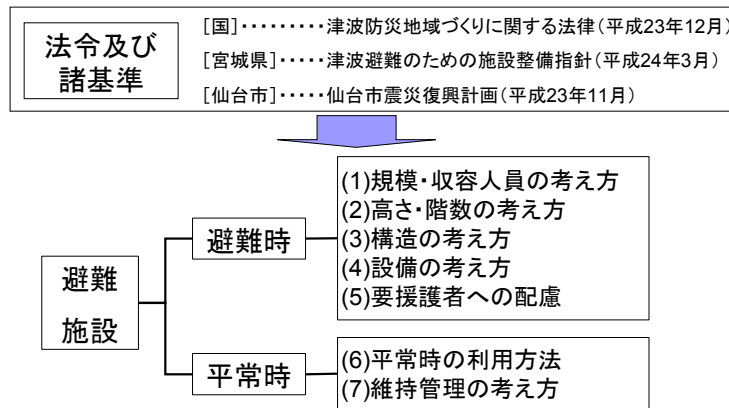 法令及び
諸基準
[国]・・・・・・・・・津波防災地域づくりに関する法律(平成23年12月)
[宮城県]・・・・・津波避難のための施設整備指針(平成24年3月)
[仙台市]・・・・・仙台市震災復興計画(平成23年11月)
避難
施設
避難時
(1)規模・収容人員の考え方
(2)高さ・階数の考え方
(3)構造の考え方
(4)設備の考え方
(5)要援護者への配慮
平常時
(6)平常時の利用方法
(7)維持管理の考え方